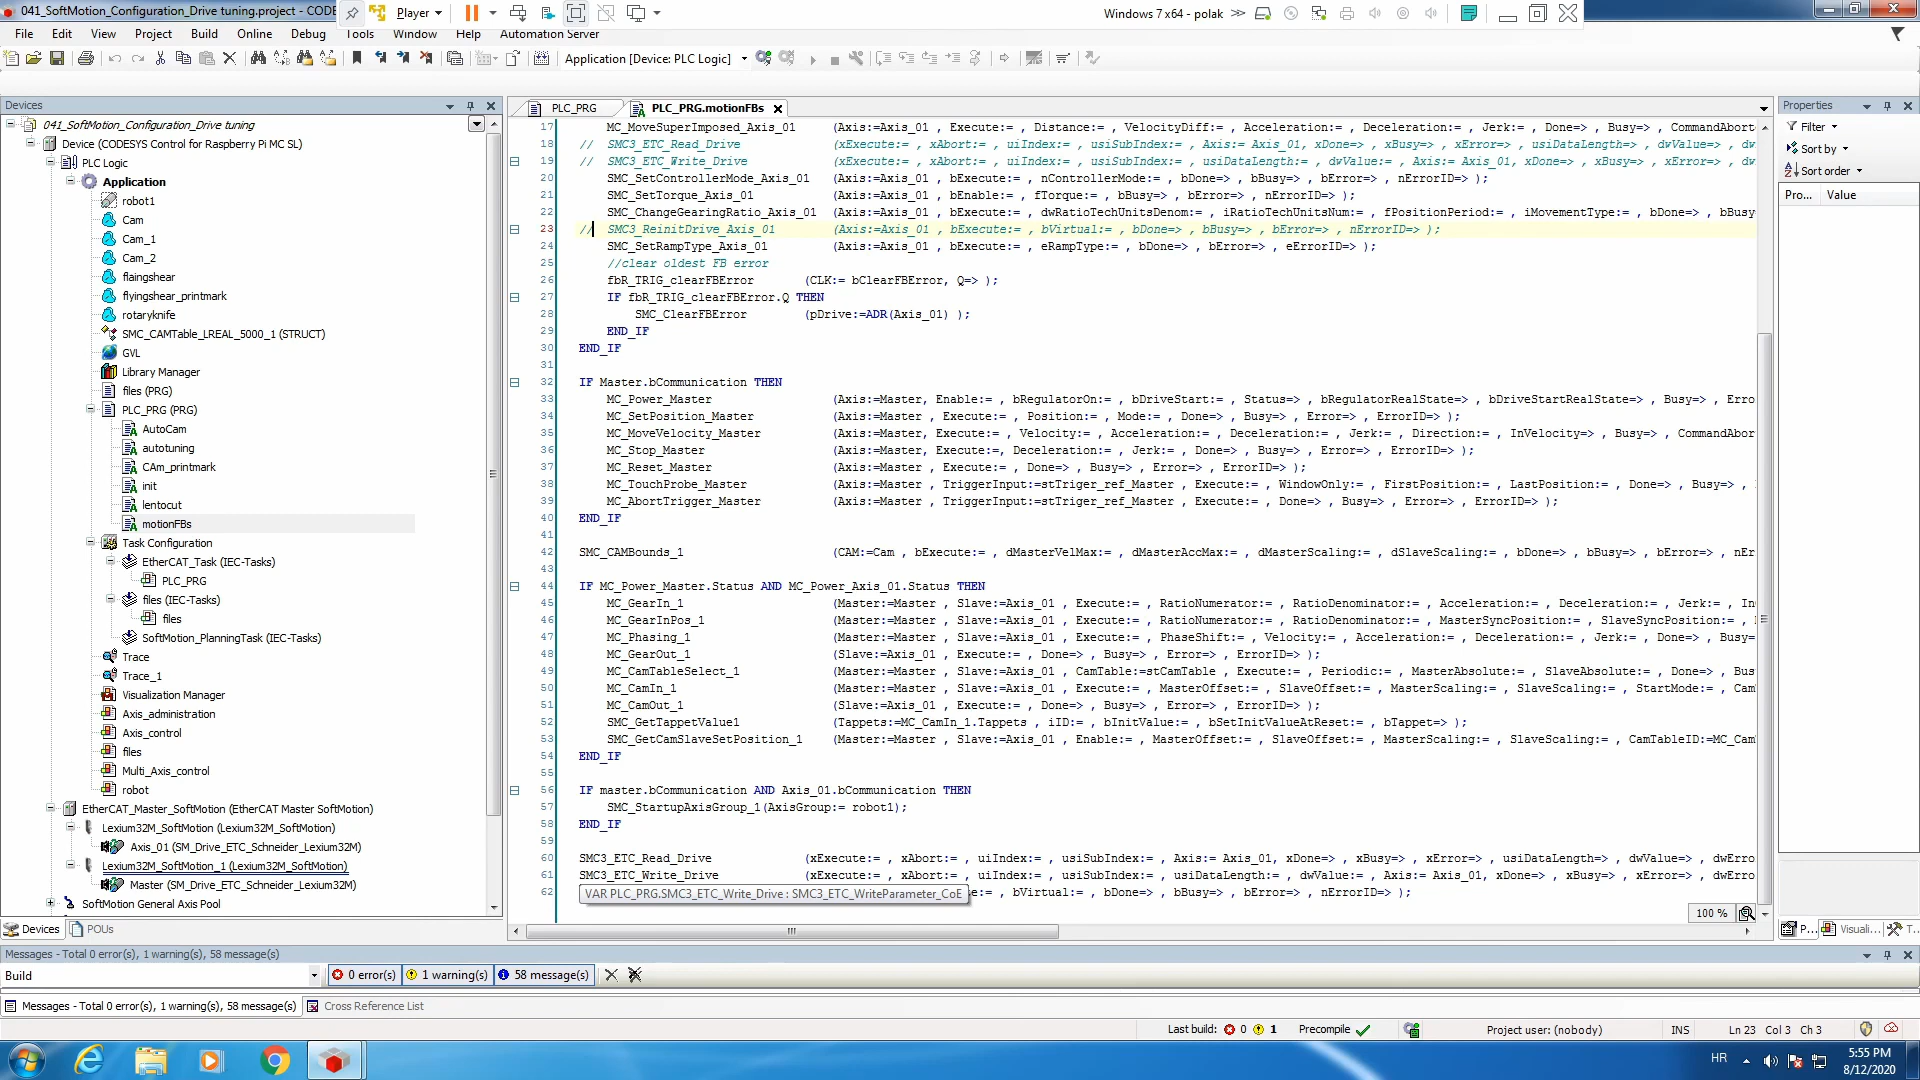 041_SoftMotion_Configuration_Drive tuning.project - CODE
Player
Windows 7 x64 - polak
File Edit View Project Build Online Debug Tools Window Help Automation Server
Application [Device: PLC Logic]
Devices
041_SoftMotion_Configuration_Drive tuning
Device (CODESYS Control for Raspberry Pi MC SL)
PLC Logic
Application
robot1
Cam
Cam_1
Cam_2
flaingshear
flyingshear_printmark
rotaryknife
SMC_CAMTable_LREAL_5000_1 (STRUCT)
GVL
Library Manager
files (PRG)
PLC_PRG (PRG)
AutoCam
autotuning
CAm_printmark
init
lentocut
motionFBs
Task Configuration
EtherCAT_Task (IEC-Tasks)
PLC_PRG
files (IEC-Tasks)
files
SoftMotion_PlanningTask (IEC-Tasks)
Trace
Trace_1
Visualization Manager
Axis_administration
Axis_control
files
Multi_Axis_control
robot
EtherCAT_Master_SoftMotion (EtherCAT Master SoftMotion)
Lexium32M_SoftMotion (Lexium32M_SoftMotion)
Axis_01 (SM_Drive_ETC_Schneider_Lexium32M)
Lexium32M_SoftMotion_1 (Lexium32M_SoftMotion)
Master (SM_Drive_ETC_Schneider_Lexium32M)
SoftMotion General Axis Pool
Devices POUs
PLC_PRG PLC_PRG.motionFBs
17 MC_MoveSuperImposed_Axis_01 (Axis:=Axis_01 , Execute:= , Distance:= , VelocityDiff:= , Acceleration:= , Deceleration:= , Jerk:= , Done=> , Busy=> , CommandAbort
18 // SMC3_ETC_Read_Drive (xExecute:= , xAbort:= , uiIndex:= , usiSubIndex:= , Axis:= Axis_01, xDone=> , xBusy=> , xError=> , usiDataLength=> , dwValue=> , dw
19 // SMC3_ETC_Write_Drive (xExecute:= , xAbort:= , uiIndex:= , usiSubIndex:= , usiDataLength:= , dwValue:= , Axis:= Axis_01, xDone=> , xBusy=> , xError=> , dw
20 SMC_SetControllerMode_Axis_01 (Axis:=Axis_01 , bExecute:= , nControllerMode:= , bDone=> , bBusy=> , bError=> , nErrorID=> );
21 SMC_SetTorque_Axis_01 (Axis:=Axis_01 , bEnable:= , fTorque:= , bBusy=> , bError=> , nErrorID=> );
22 SMC_ChangeGearingRatio_Axis_01 (Axis:=Axis_01 , bExecute:= , dwRatioTechUnitsDenom:= , iRatioTechUnitsNum:= , fPositionPeriod:= , iMovementType:= , bDone=> , bBusy
23 // SMC3_ReinitDrive_Axis_01 (Axis:=Axis_01 , bExecute:= , bVirtual:= , bDone=> , bBusy=> , bError=> , nErrorID=> );
24 SMC_SetRampType_Axis_01 (Axis:=Axis_01 , bExecute:= , eRampType:= , bDone=> , bError=> , eErrorID=> );
25 //clear oldest FB error
26 fbR_TRIG_clearFBError (CLK:= bClearFBError, Q=> );
27 IF fbR_TRIG_clearFBError.Q THEN
28 SMC_ClearFBError (pDrive:=ADR(Axis_01) );
29 END_IF
30 END_IF
31
32 IF Master.bCommunication THEN
33 MC_Power_Master (Axis:=Master, Enable:= , bRegulatorOn:= , bDriveStart:= , Status=> , bRegulatorRealState=> , bDriveStartRealState=> , Busy=> , Erro
34 MC_SetPosition_Master (Axis:=Master , Execute:= , Position:= , Mode:= , Done=> , Busy=> , Error=> , ErrorID=> );
35 MC_MoveVelocity_Master (Axis:=Master, Execute:= , Velocity:= , Acceleration:= , Deceleration:= , Jerk:= , Direction:= , InVelocity=> , Busy=> , CommandAbor
36 MC_Stop_Master (Axis:=Master, Execute:=, Deceleration:= , Jerk:= , Done=> , Busy=> , Error=> , ErrorID=> );
37 MC_Reset_Master (Axis:=Master , Execute:= , Done=> , Busy=> , Error=> , ErrorID=> );
38 MC_TouchProbe_Master (Axis:=Master , TriggerInput:=stTriger_ref_Master , Execute:= , WindowOnly:= , FirstPosition:= , LastPosition:= , Done=> , Busy=> ,
39 MC_AbortTrigger_Master (Axis:=Master , TriggerInput:=stTriger_ref_Master , Execute:= , Done=> , Busy=> , Error=> , ErrorID=> );
40 END_IF
41
42 SMC_CAMBounds_1 (CAM:=Cam , bExecute:= , dMasterVelMax:= , dMasterAccMax:= , dMasterScaling:= , dSlaveScaling:= , bDone=> , bBusy=> , bError=> , nEr
43
44 IF MC_Power_Master.Status AND MC_Power_Axis_01.Status THEN
45 MC_GearIn_1 (Master:=Master , Slave:=Axis_01 , Execute:= , RatioNumerator:= , RatioDenominator:= , Acceleration:= , Deceleration:= , Jerk:= , In
46 MC_GearInPos_1 (Master:=Master , Slave:=Axis_01 , Execute:= , RatioNumerator:= , RatioDenominator:= , MasterSyncPosition:= , SlaveSyncPosition:= ,
47 MC_Phasing_1 (Master:=Master , Slave:=Axis_01 , Execute:= , PhaseShift:= , Velocity:= , Acceleration:= , Deceleration:= , Jerk:= , Done=> , Busy=
48 MC_GearOut_1 (Slave:=Axis_01 , Execute:= , Done=> , Busy=> , Error=> , ErrorID=> );
49 MC_CamTableSelect_1 (Master:=Master , Slave:=Axis_01 , CamTable:=stCamTable , Execute:= , Periodic:= , MasterAbsolute:= , SlaveAbsolute:= , Done=> , Bus
50 MC_CamIn_1 (Master:=Master , Slave:=Axis_01 , Execute:= , MasterOffset:= , SlaveOffset:= , MasterScaling:= , SlaveScaling:= , StartMode:= , Cam
51 MC_CamOut_1 (Slave:=Axis_01 , Execute:= , Done=> , Busy=> , Error=> , ErrorID=> );
52 SMC_GetTappetValue1 (Tappets:=MC_CamIn_1.Tappets , iID:= , bInitValue:= , bSetInitValueAtReset:= , bTappet=> );
53 SMC_GetCamSlaveSetPosition_1 (Master:=Master , Slave:=Axis_01 , Enable:= , MasterOffset:= , SlaveOffset:= , MasterScaling:= , SlaveScaling:= , CamTableID:=MC_Cam
54 END_IF
55
56 IF master.bCommunication AND Axis_01.bCommunication THEN
57 SMC_StartupAxisGroup_1(AxisGroup:= robot1);
58 END_IF
59
60 SMC3_ETC_Read_Drive (xExecute:= , xAbort:= , uiIndex:= , usiSubIndex:= , Axis:= Axis_01, xDone=> , xBusy=> , xError=> , usiDataLength=> , dwValue=> , dwErro
61 SMC3_ETC_Write_Drive (xExecute:= , xAbort:= , uiIndex:= , usiSubIndex:= , usiDataLength:= , dwValue:= , Axis:= Axis_01, xDone=> , xBusy=> , xError=> , dwErro
62 := , bVirtual:= , bDone=> , bBusy=> , bError=> , nErrorID=> );
VAR PLC_PRG.SMC3_ETC_Write_Drive : SMC3_ETC_WriteParameter_CoE
100 %
Properties
Filter
Sort by
Sort order
Pro... Value
P... Visuali... T...
Messages - Total 0 error(s), 1 warning(s), 58 message(s)
Build 0 error(s) 1 warning(s) 58 message(s)
Messages - Total 0 error(s), 1 warning(s), 58 message(s) Cross Reference List
Last build: 0 1 Precompile Project user: (nobody) INS Ln 23 Col 3 Ch 3
HR 5:55 PM
8/12/2020